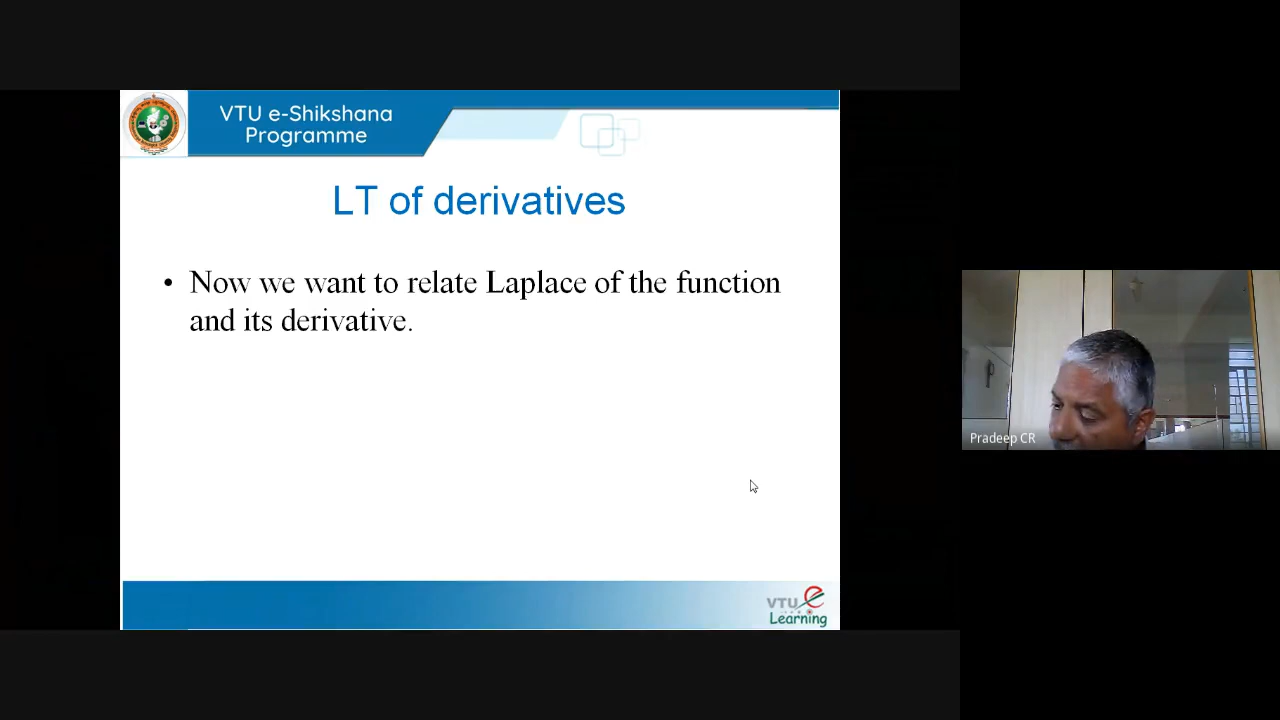 VTU e-Shikshana
Programme
LT of derivatives
• Now we want to relate Laplace of the function
and its derivative.
Pradeep CR
VTU e
Learning